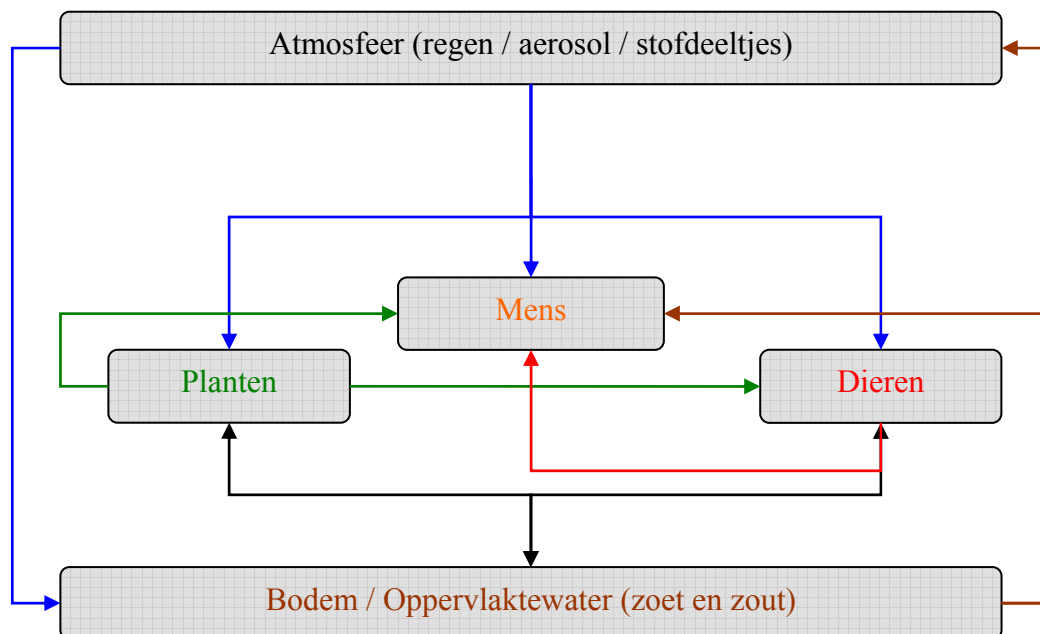 Atmosfeer (regen / aerosol / stofdeeltjes)
Mens
Planten
Dieren
Bodem / Oppervlaktewater (zoet en zout)